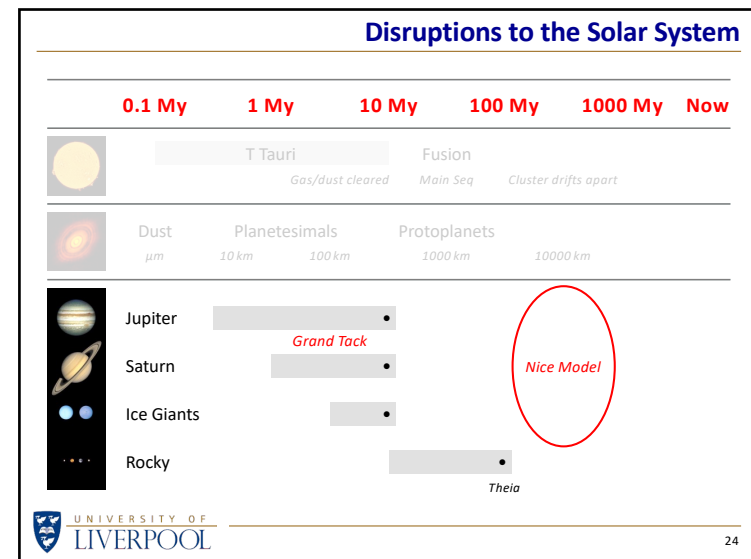 Disruptions to the Solar System
0.1 My 1 My 10 My 100 My 1000 My Now
T Tauri Fusion
Gas/dust cleared Main Seq Cluster drifts apart
Dust Planetesimals Protoplanets
μm 10 km 100 km 1000 km 10000 km
Jupiter
Grand Tack
Saturn Nice Model
Ice Giants
Rocky
Theia
UNIVERSITY OF
LIVERPOOL
24